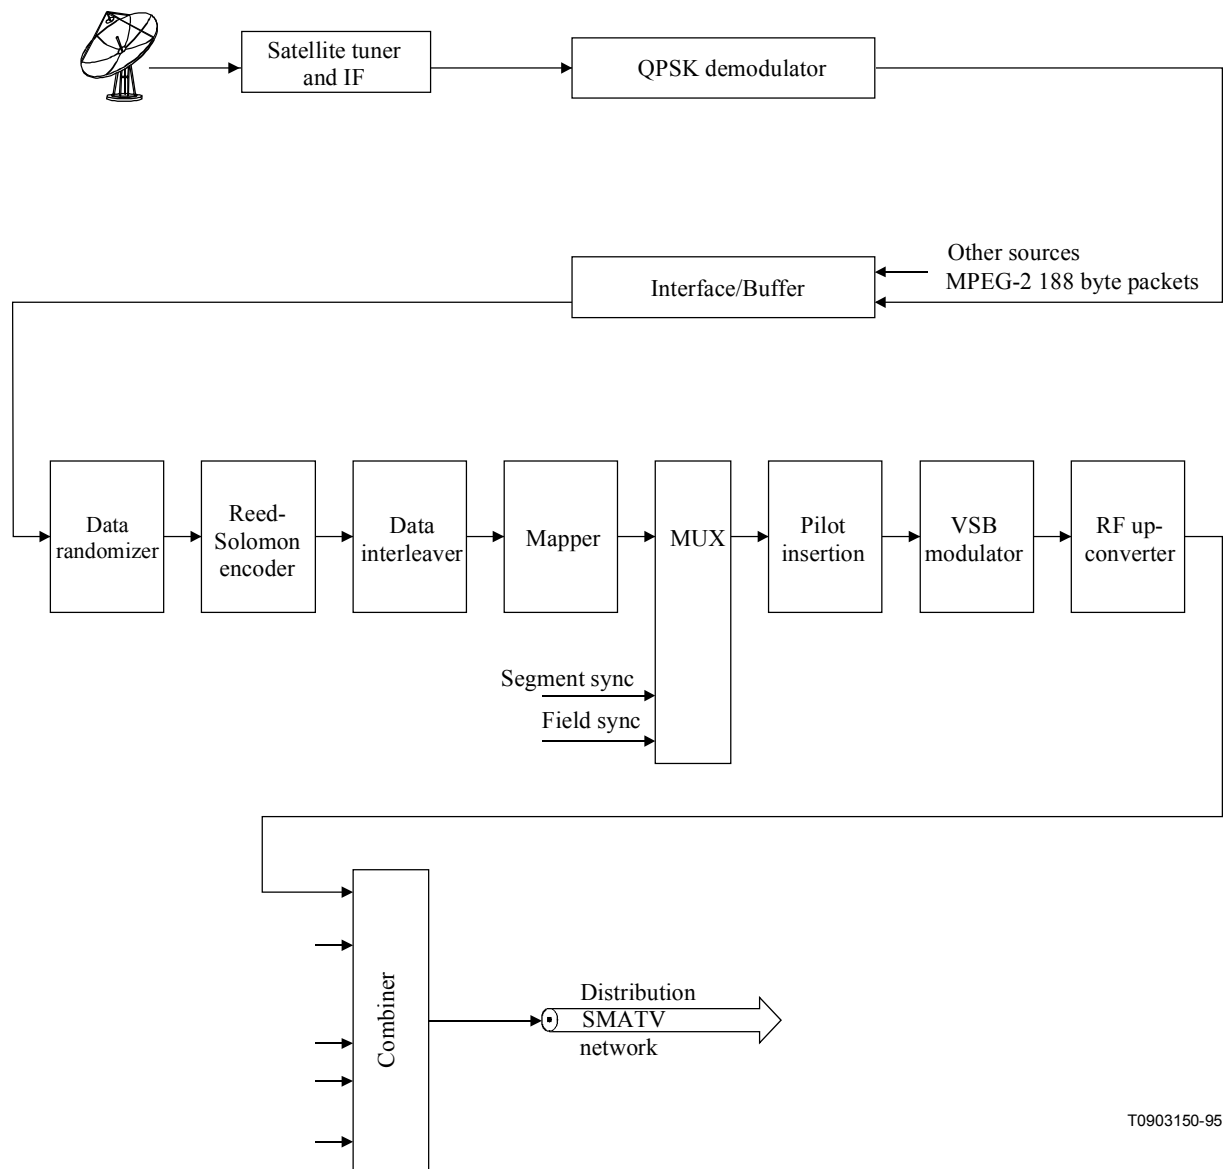 Satellite tuner
and IF
QPSK demodulator
Other sources
MPEG-2 188 byte packets
Interface/Buffer
Data
randomizer
Reed-
Solomon
encoder
Data
interleaver
Mapper
MUX
Pilot
insertion
VSB
modulator
RF up-
converter
Segment sync
Field sync
Combiner
Distribution
SMATV
network
T0903150-95